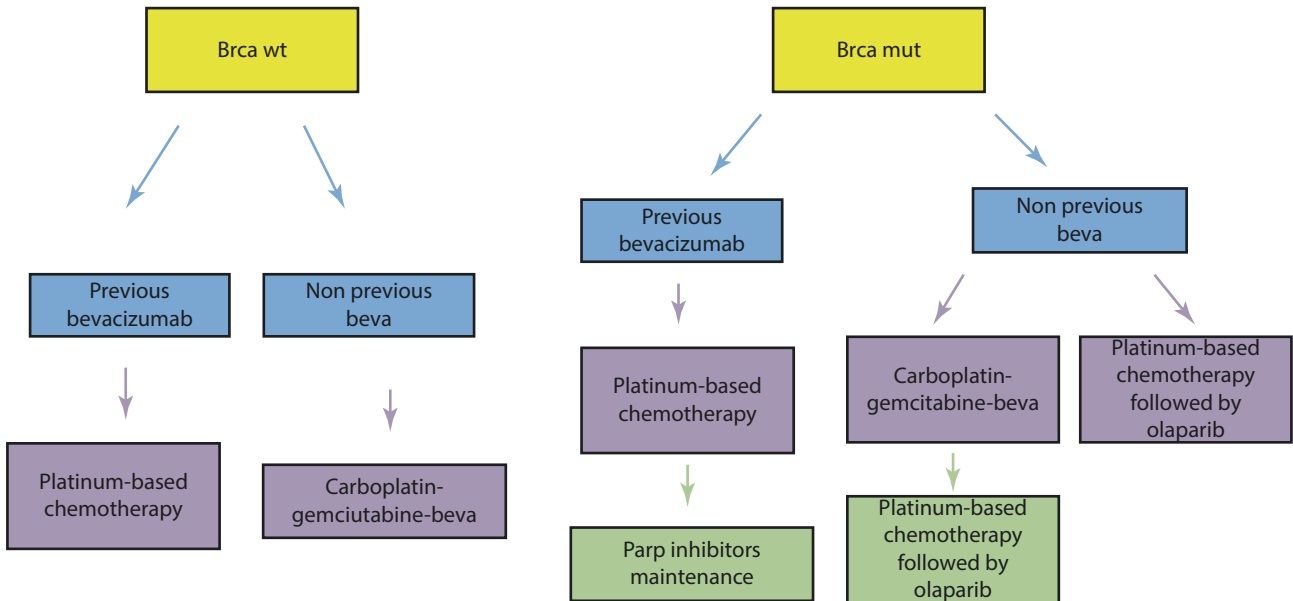 Brca wt
Brca mut
Previous
bevacizumab
Non previous
beva
Previous
bevacizumab
Non previous
beva
Platinum-based
chemotherapy
Carboplatin-
gemciutabine-beva
Platinum-based
chemotherapy
Carboplatin-
gemcitabine-beva
Platinum-based
chemotherapy
followed by
olaparib
Parp inhibitors
maintenance
Platinum-based
chemotherapy
followed by
olaparib